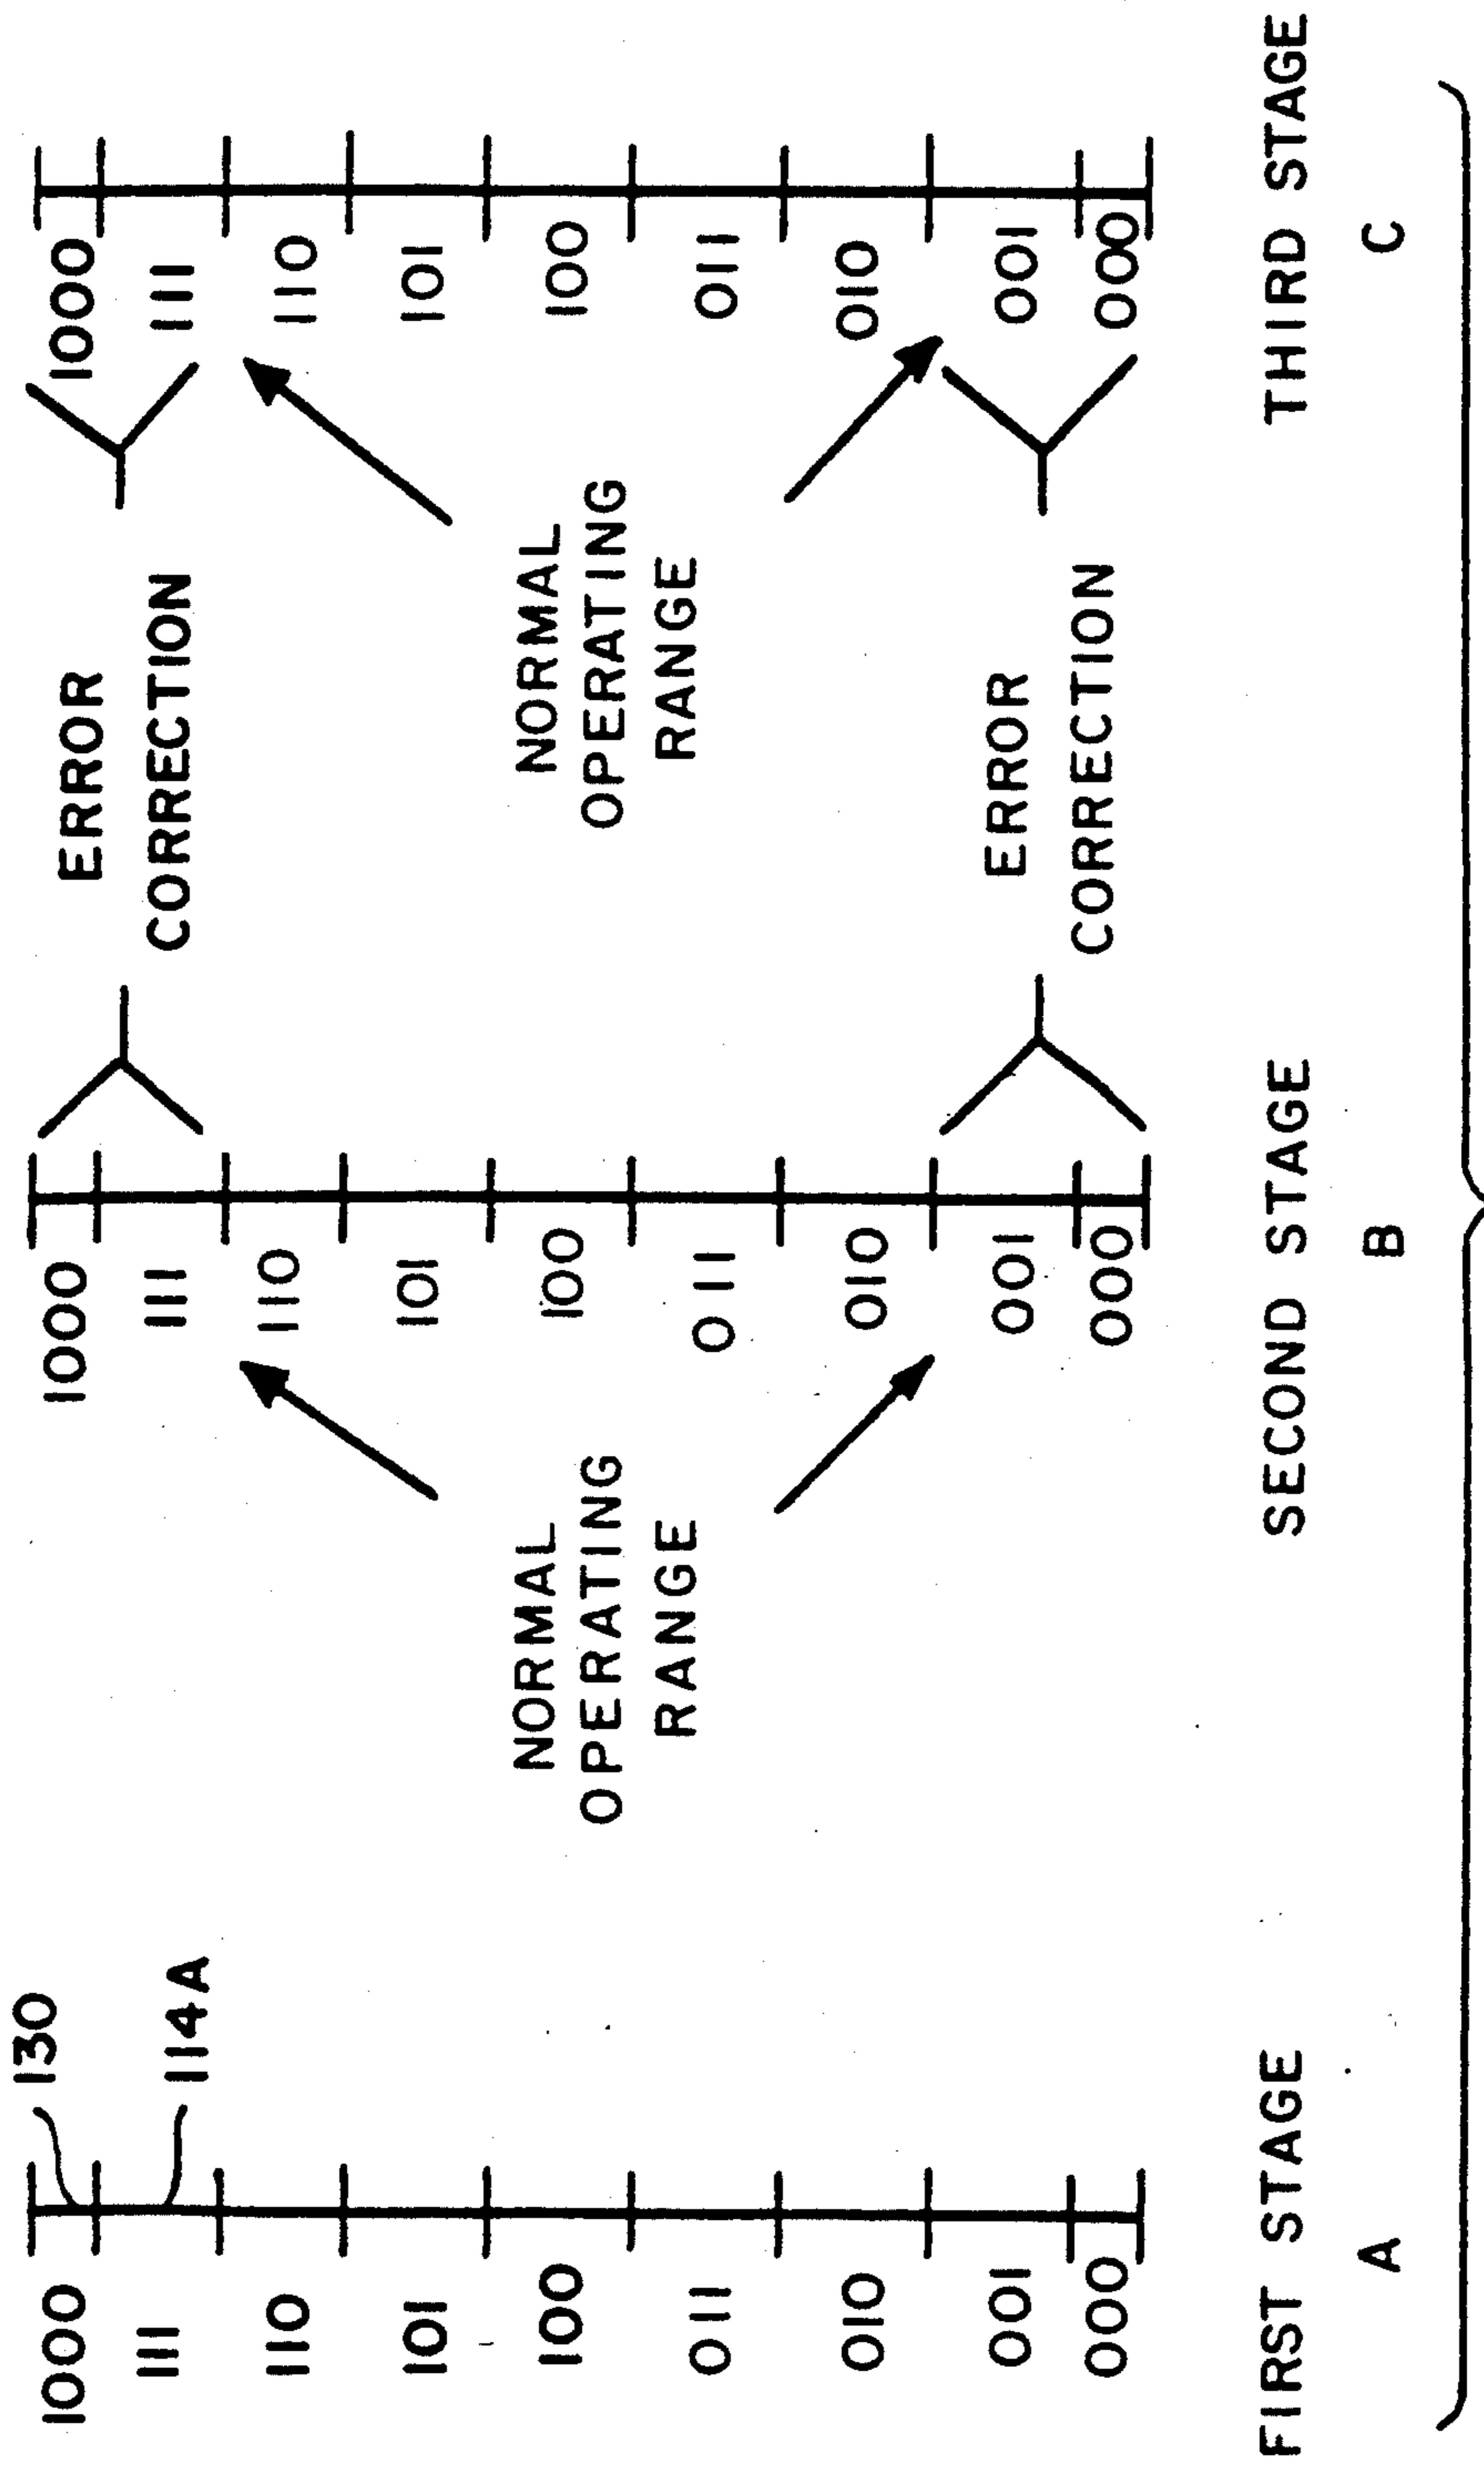 130
114A
1000
111
110
101
100
011
010
001
000
FIRST STAGE
A
NORMAL
OPERATING
RANGE
1000
111
110
101
100
011
010
001
000
SECOND STAGE
B
ERROR
CORRECTION
NORMAL
OPERATING
RANGE
ERROR
CORRECTION
1000
111
110
101
100
011
010
001
000
THIRD STAGE
C